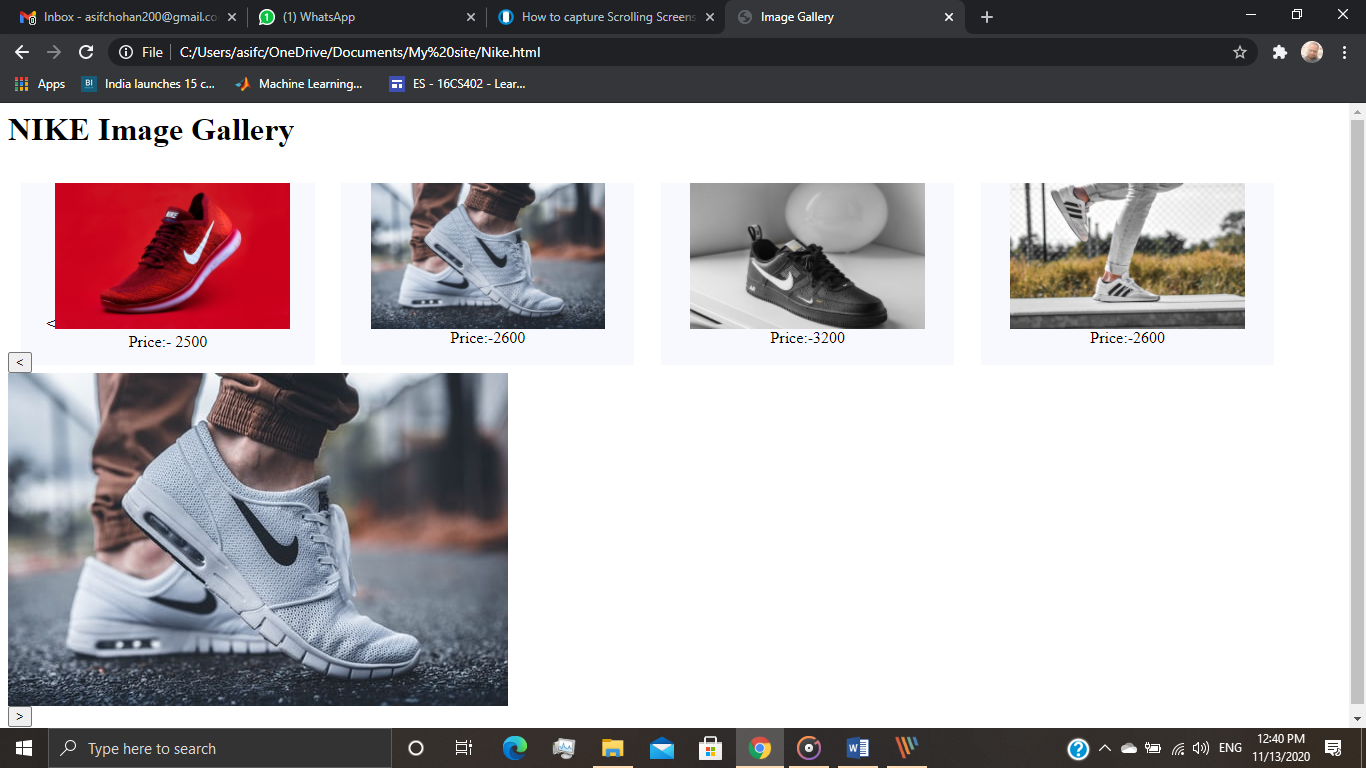 Inbox - asifchohan200@gmail.co
(1) WhatsApp
How to capture Scrolling Screens
Image Gallery
File
C:/Users/asifc/OneDrive/Documents/My%20site/Nike.html
Apps
BI
India launches 15 c...
Machine Learning...
ES - 16CS402 - Lear...
NIKE Image Gallery
<
Price:- 2500
Price:-2600
Price:-3200
Price:-2600
<
>
Type here to search
ENG
12:40 PM
11/13/2020